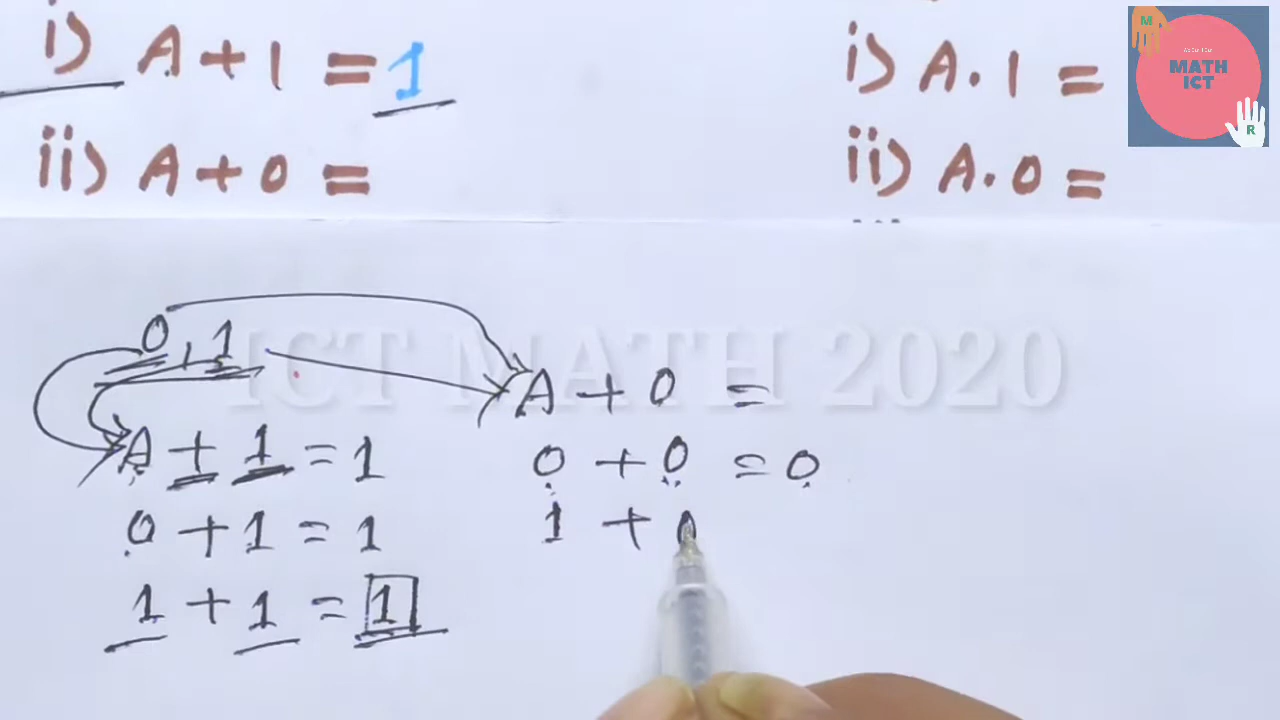 i) A + 1 = 1
ii) A + 0 =
i) A . 1 =
ii) A . 0 =
MATH
ICT
M
R
ICT MATH 2020
0, 1
A + 1 = 1
0 + 1 = 1
1 + 1 = 1
A + 0 =
0 + 0 = 0
1 + 0